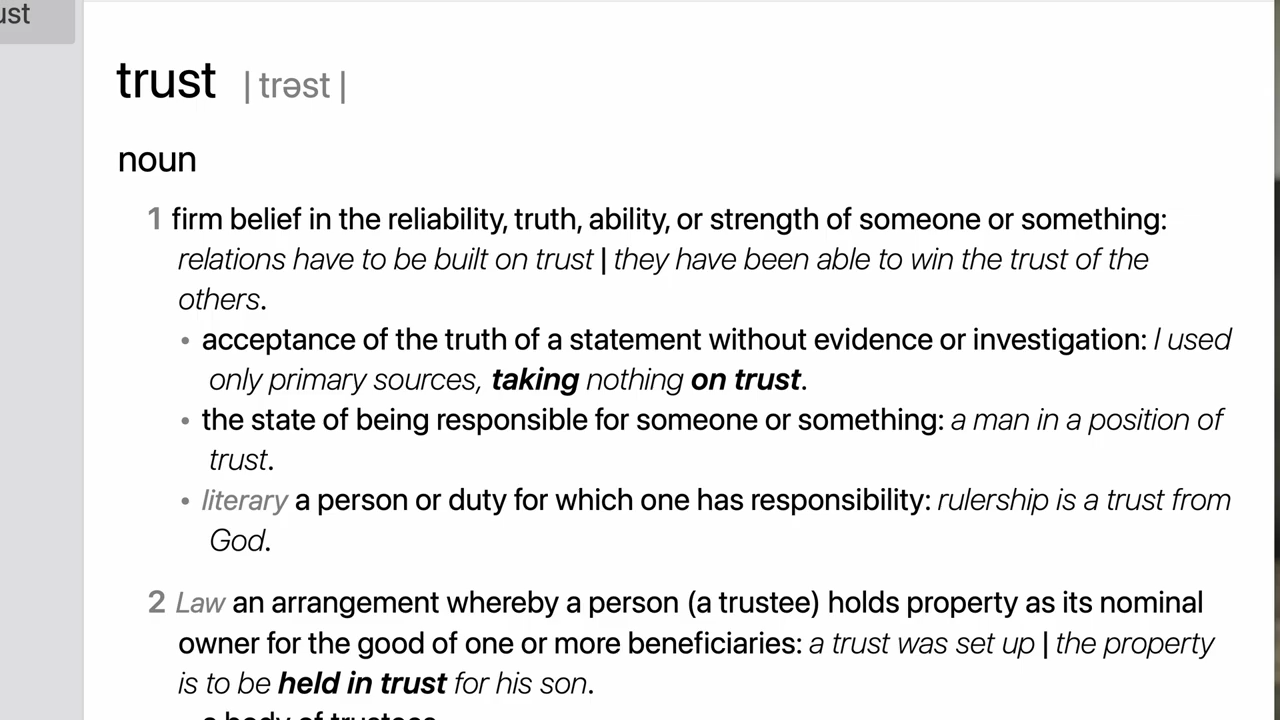 ust
trust | trəst |
noun
1 firm belief in the reliability, truth, ability, or strength of someone or something:
relations have to be built on trust | they have been able to win the trust of the
others.
• acceptance of the truth of a statement without evidence or investigation: I used
only primary sources, taking nothing on trust.
• the state of being responsible for someone or something: a man in a position of
trust.
• literary a person or duty for which one has responsibility: rulership is a trust from
God.
2 Law an arrangement whereby a person (a trustee) holds property as its nominal
owner for the good of one or more beneficiaries: a trust was set up | the property
is to be held in trust for his son.
a body of trustees